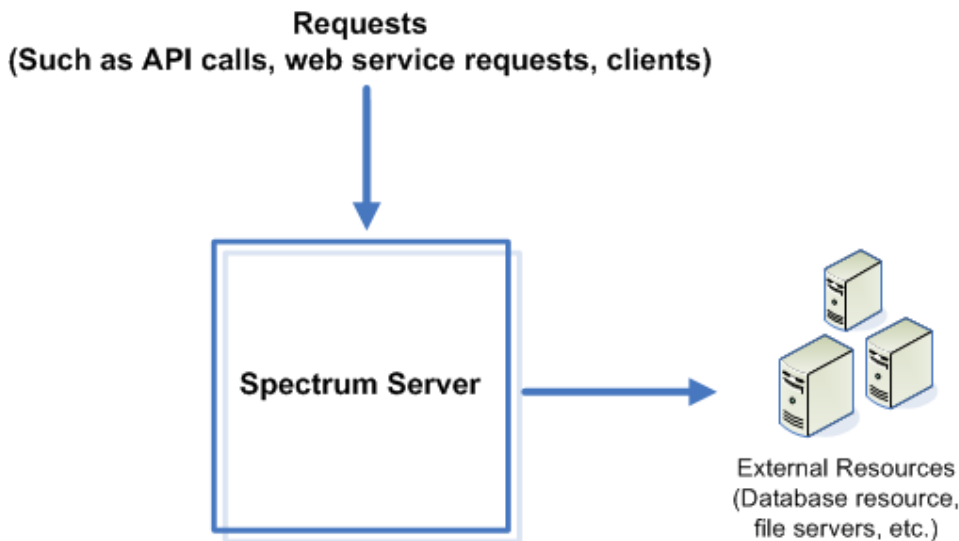 Requests
(Such as API calls, web service requests, clients)
Spectrum Server
External Resources
(Database resource,
file servers, etc.)